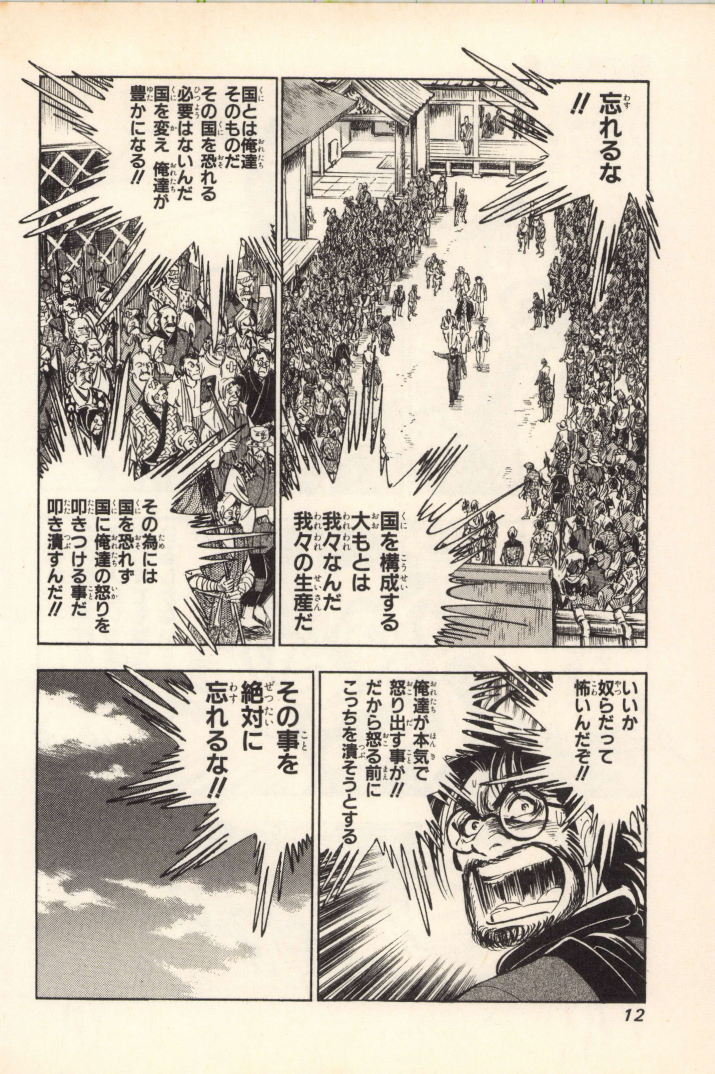 忘れるな
!!
国を構成する
大もとは
我々なんだ
我々の生産だ
国とは俺達
そのものだ
その国を恐れる
必要はないんだ
国を変え 俺達が
豊かになる!!
その為には
国を恐れず
国に俺達の怒りを
叩きつける事だ
叩き潰すんだ!!
いいか
奴らだって
怖いんだぞ!!
俺達が本気で
怒り出す事が!!
だから怒る前に
こっちを潰そうとする
その事を
絶対に
忘れるな!!
12